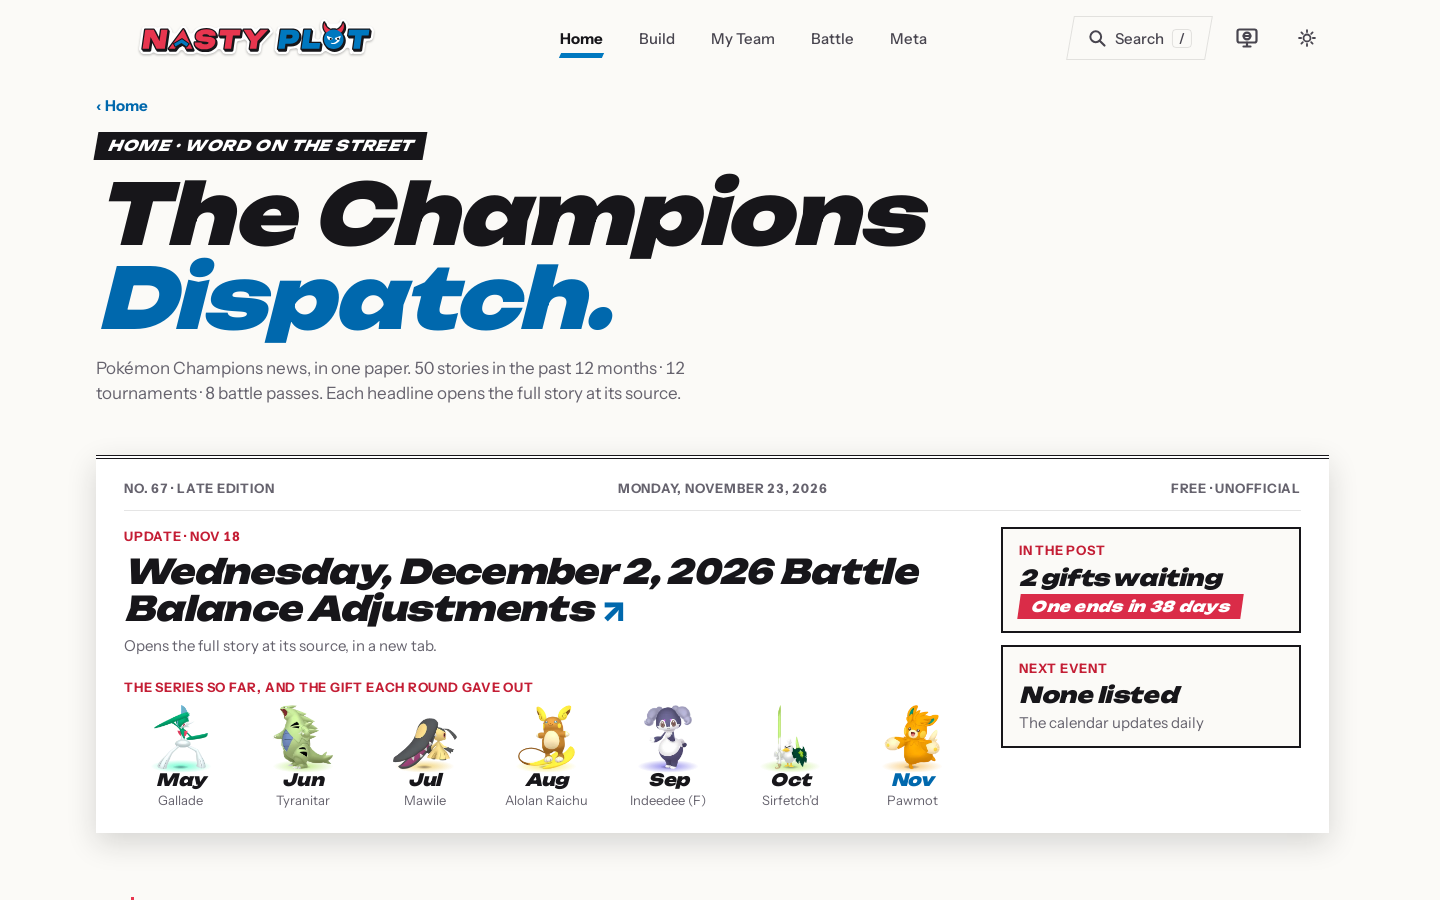 NASTY PLOT
Home
Build
My Team
Battle
Meta
Search /
‹ Home
HOME · WORD ON THE STREET
The Champions
Dispatch.
Pokémon Champions news, in one paper. 50 stories in the past 12 months · 12
tournaments · 8 battle passes. Each headline opens the full story at its source.
NO. 67 · LATE EDITION
MONDAY, NOVEMBER 23, 2026
FREE · UNOFFICIAL
UPDATE · NOV 18
Wednesday, December 2, 2026 Battle
Balance Adjustments
Opens the full story at its source, in a new tab.
THE SERIES SO FAR, AND THE GIFT EACH ROUND GAVE OUT
May
Gallade
Jun
Tyranitar
Jul
Mawile
Aug
Alolan Raichu
Sep
Indeedee (F)
Oct
Sirfetch'd
Nov
Pawmot
IN THE POST
2 gifts waiting
One ends in 38 days
NEXT EVENT
None listed
The calendar updates daily